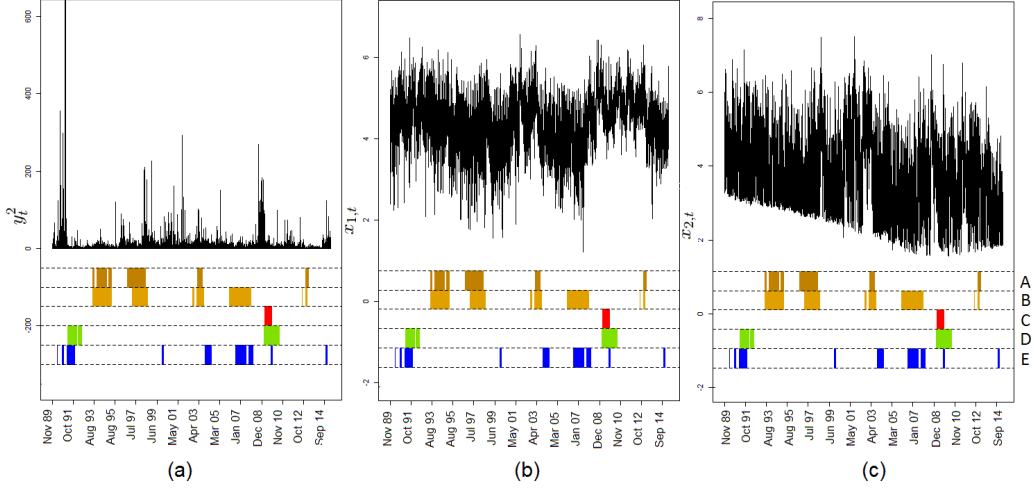 600
400
200
0
-200
y_t^2
Nov 89
Oct 91
Aug 93
Aug 95
Jul 97
Jun 99
May 01
Apr 03
Mar 05
Jan 07
Dec 08
Nov 10
Oct 12
Sep 14
(a)
6
4
2
0
-2
x_{1,t}
Nov 89
Oct 91
Aug 93
Aug 95
Jul 97
Jun 99
May 01
Apr 03
Mar 05
Jan 07
Dec 08
Nov 10
Oct 12
Sep 14
(b)
8
6
4
2
0
-2
x_{2,t}
Nov 89
Oct 91
Aug 93
Aug 95
Jul 97
Jun 99
May 01
Apr 03
Mar 05
Jan 07
Dec 08
Nov 10
Oct 12
Sep 14
(c)
A
B
C
D
E